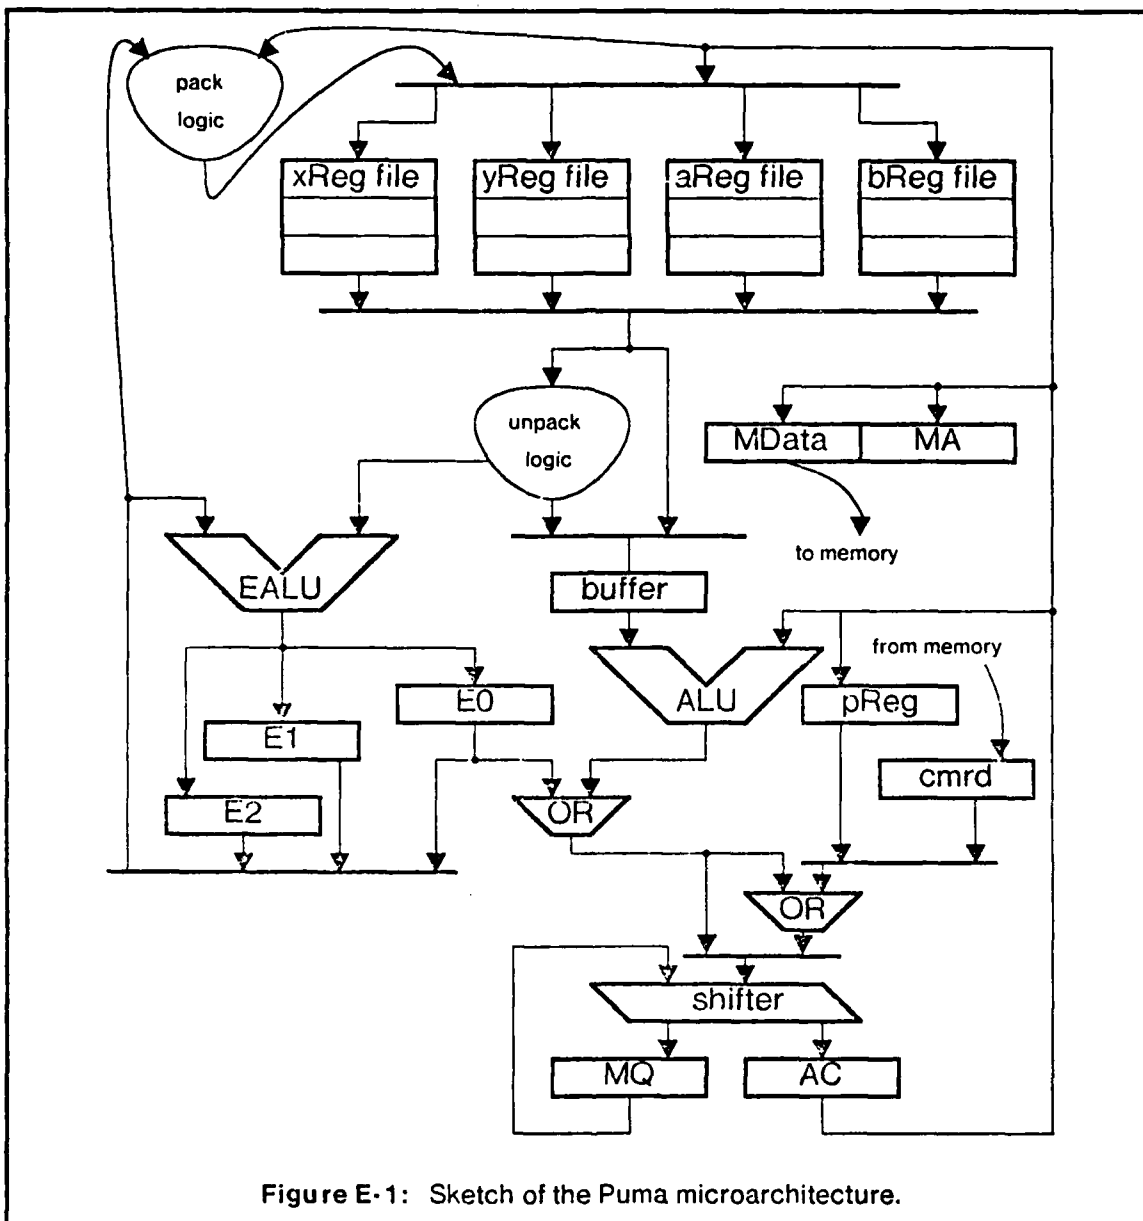 pack
logic
xReg file
yReg file
aReg file
bReg file
unpack
logic
MData
MA
to memory
EALU
buffer
from memory
E0
ALU
pReg
E1
cmrd
E2
OR
OR
shifter
MQ
AC
Figure E-1: Sketch of the Puma microarchitecture.